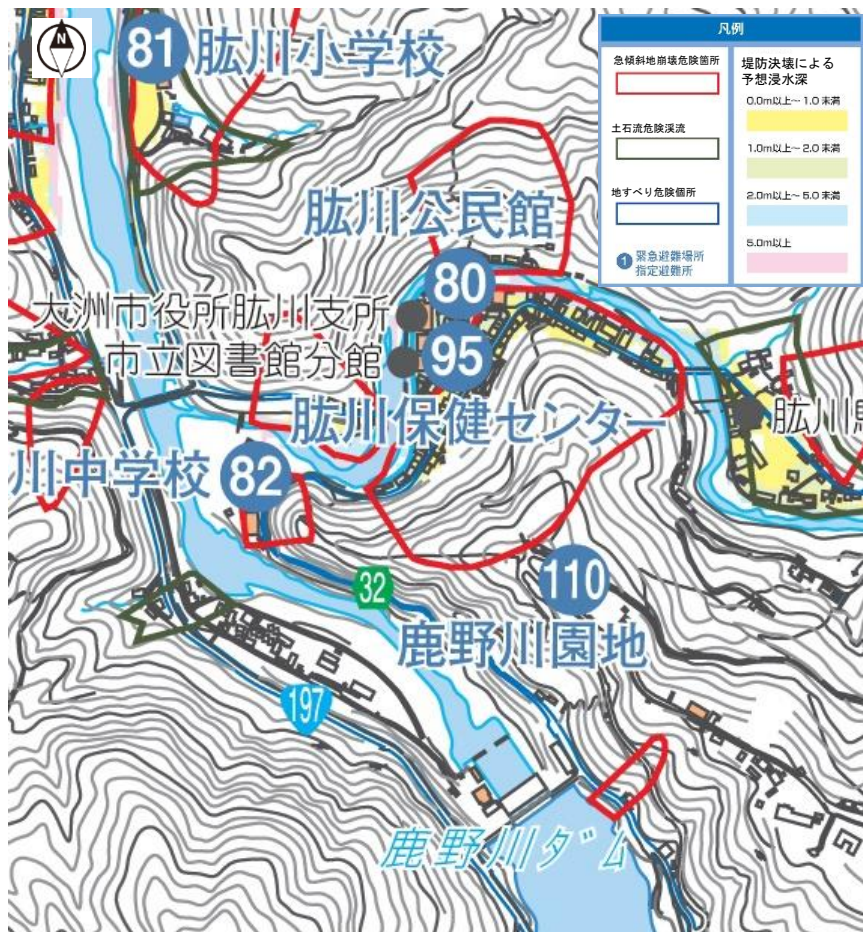 N
81 肱川小学校
凡例
急傾斜地崩壊危険箇所
土石流危険渓流
地すべり危険個所
1 緊急避難場所
指定避難所
堤防決壊による
予想浸水深
0.0m以上～1.0未満
1.0m以上～2.0未満
2.0m以上～5.0未満
5.0m以上
肱川公民館
80
大洲市役所肱川支所
市立図書館分館
95
肱川保健センター
肱川
川中学校 82
32
110
鹿野川園地
197
鹿野川ダム